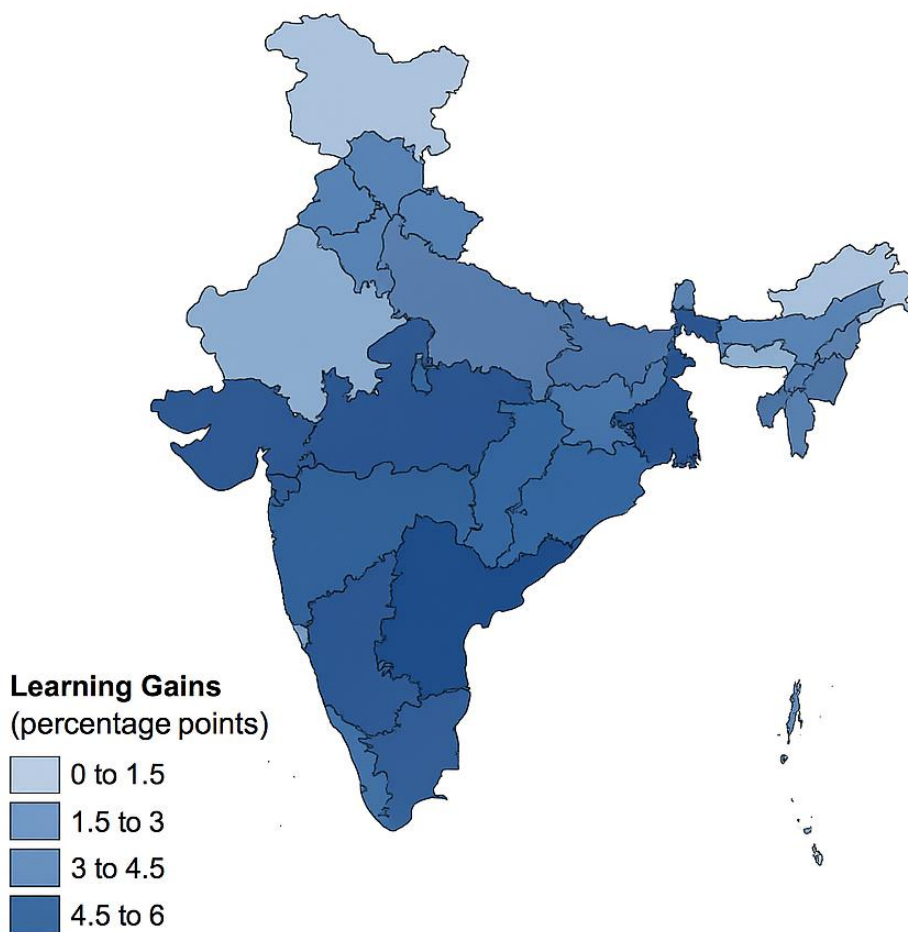 Learning Gains
(percentage points)
0 to 1.5
1.5 to 3
3 to 4.5
4.5 to 6